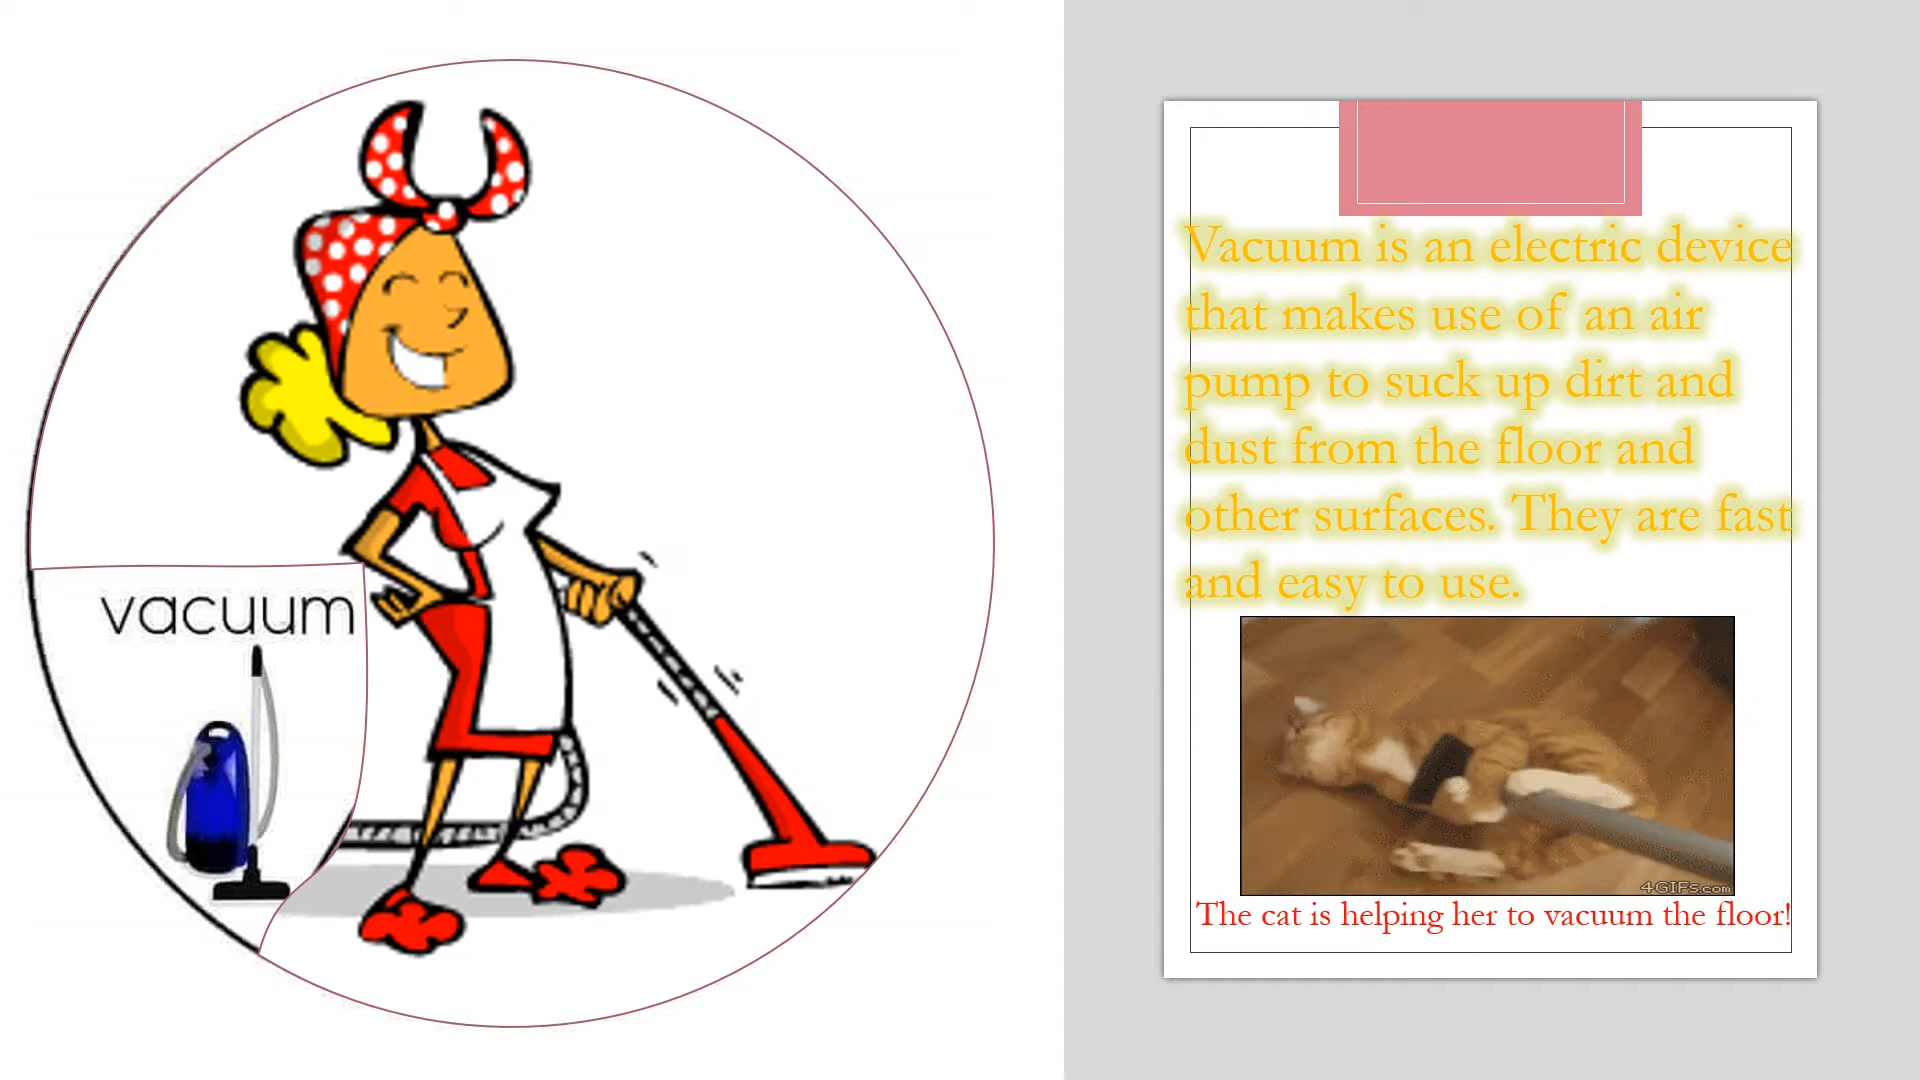 vacuum
Vacuum is an electric device
that makes use of an air
pump to suck up dirt and
dust from the floor and
other surfaces. They are fast
and easy to use.
4GIFs.com
The cat is helping her to vacuum the floor!